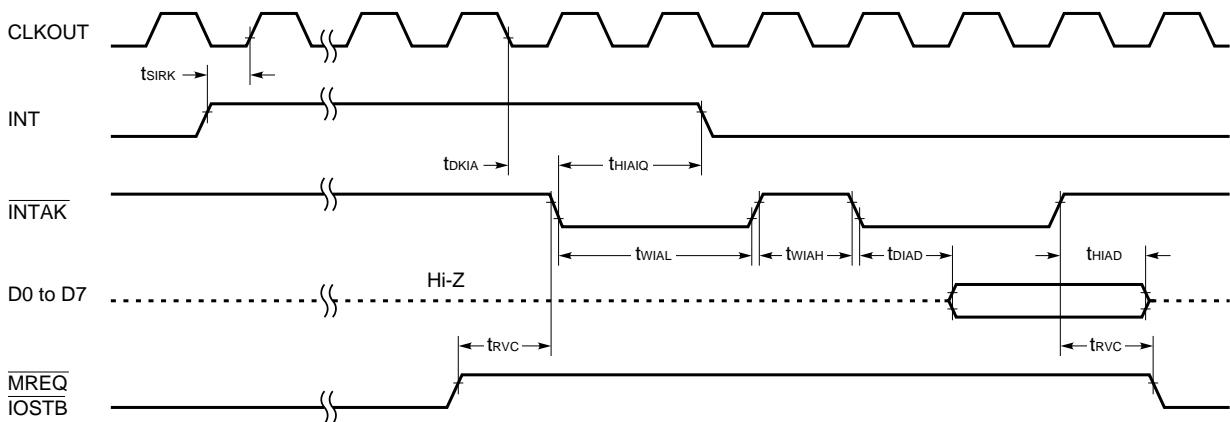 CLKOUT
tSIRK
INT
tDKIA
tHIAIQ
INTAK
tWIAL
tWIAH
tDIAD
tHIAD
Hi-Z
D0 to D7
tRVC
tRVC
MREQ
IOSTB